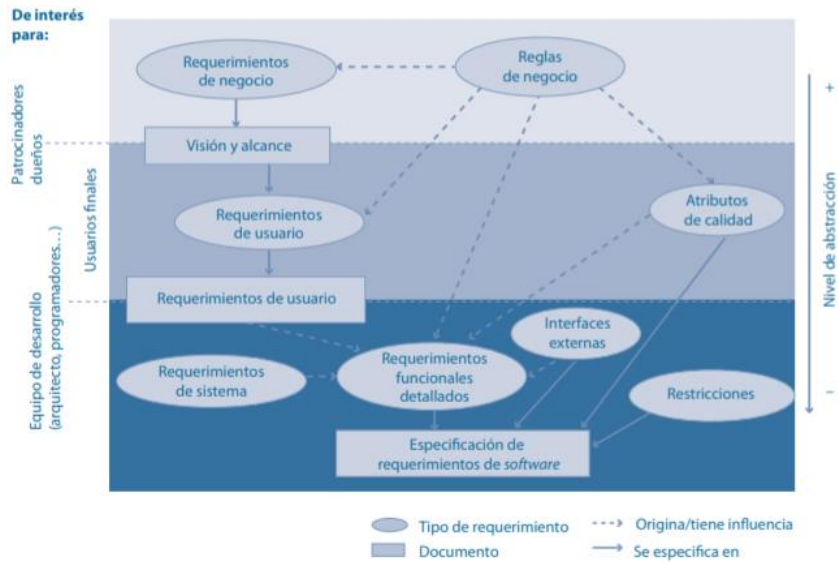 De interés
para:
Patrocinadores
dueños
Usuarios finales
Equipo de desarrollo
(arquitecto, programadores...)
Requerimientos
de negocio
Reglas
de negocio
Visión y alcance
Requerimientos
de usuario
Atributos
de calidad
Requerimientos de usuario
Interfaces
externas
Requerimientos
de sistema
Requerimientos
funcionales
detallados
Restricciones
Especificación de
requerimientos de software
+
Nivel de abstracción
–
Tipo de requerimiento
Origina/tiene influencia
Documento
Se especifica en